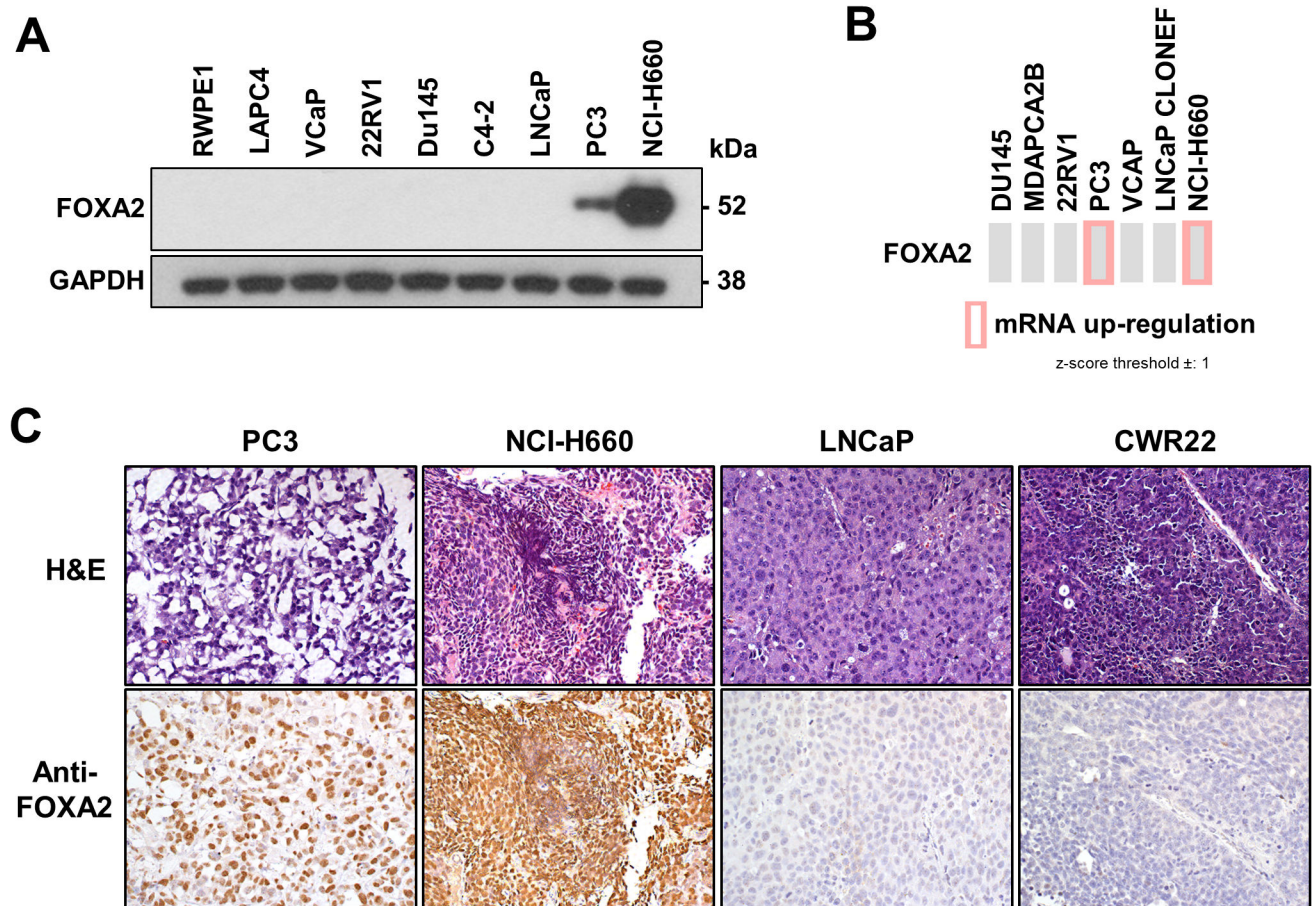 A
RWPE1
LAPC4
VCaP
22RV1
Du145
C4-2
LNCaP
PC3
NCI-H660
kDa
FOXA2
- 52
GAPDH
- 38
B
DU145
MDAPCA2B
22RV1
PC3
VCAP
LNCaP CLONEF
NCI-H660
FOXA2
mRNA up-regulation
z-score threshold ±: 1
C
PC3
NCI-H660
LNCaP
CWR22
H&E
Anti-
FOXA2